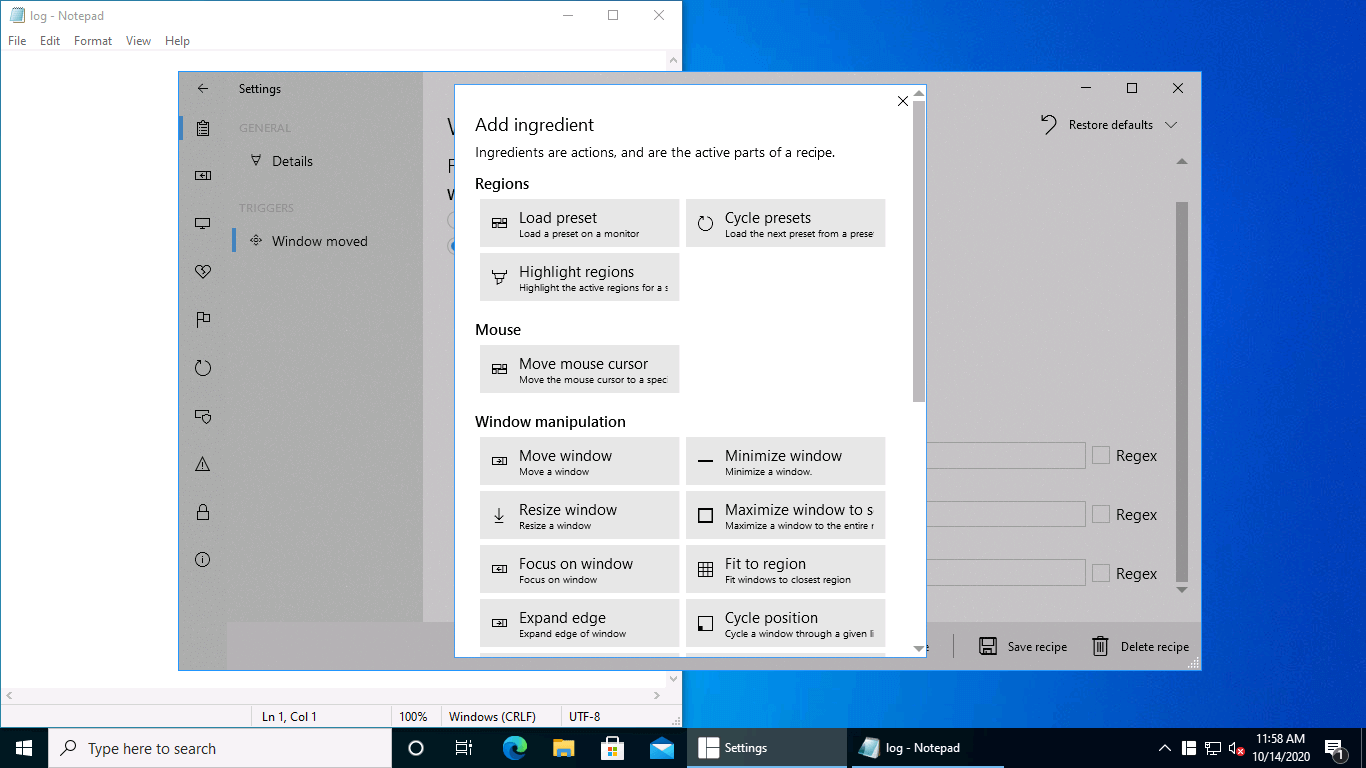 log - Notepad
File Edit Format View Help
Settings
GENERAL
Details
TRIGGERS
Window moved
Restore defaults
Add ingredient
Ingredients are actions, and are the active parts of a recipe.
Regions
Load preset
Load a preset on a monitor
Cycle presets
Load the next preset from a prese
Highlight regions
Highlight the active regions for a s
Mouse
Move mouse cursor
Move the mouse cursor to a speci
Window manipulation
Move window
Move a window
Minimize window
Minimize a window.
Resize window
Resize a window
Maximize window to s
Maximize a window to the entire r
Focus on window
Focus on window
Fit to region
Fit windows to closest region
Expand edge
Expand edge of window
Cycle position
Cycle a window through a given li
Regex
Regex
Regex
Save recipe
Delete recipe
Ln 1, Col 1
100%
Windows (CRLF)
UTF-8
Type here to search
Settings
log - Notepad
11:58 AM
10/14/2020
1